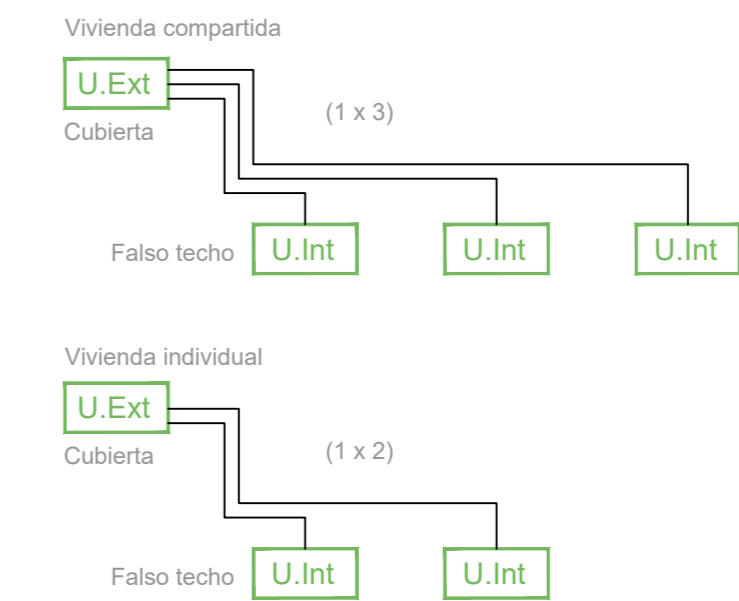 Vivienda compartida
U.Ext
(1 x 3)
Cubierta
Falso techo U.Int U.Int U.Int
Vivienda individual
U.Ext
Cubierta (1 x 2)
Falso techo U.Int U.Int